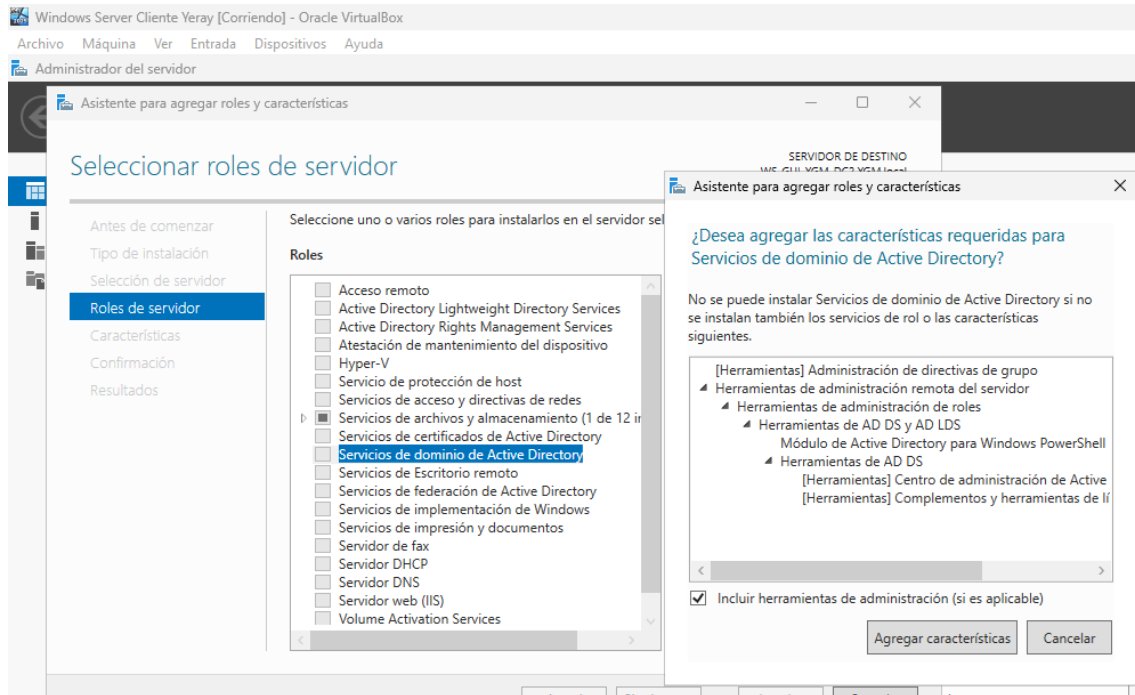 Windows Server Cliente Yeray [Corriendo] - Oracle VirtualBox
Archivo Máquina Ver Entrada Dispositivos Ayuda
Administrador del servidor
Asistente para agregar roles y características
Seleccionar roles de servidor
SERVIDOR DE DESTINO
WS-GUI-YGM-DC2.YGM.local
Antes de comenzar
Tipo de instalación
Selección de servidor
Roles de servidor
Características
Confirmación
Resultados
Seleccione uno o varios roles para instalarlos en el servidor sel
Roles
Acceso remoto
Active Directory Lightweight Directory Services
Active Directory Rights Management Services
Atestación de mantenimiento del dispositivo
Hyper-V
Servicio de protección de host
Servicios de acceso y directivas de redes
Servicios de archivos y almacenamiento (1 de 12 in
Servicios de certificados de Active Directory
Servicios de dominio de Active Directory
Servicios de Escritorio remoto
Servicios de federación de Active Directory
Servicios de implementación de Windows
Servicios de impresión y documentos
Servidor de fax
Servidor DHCP
Servidor DNS
Servidor web (IIS)
Volume Activation Services
Asistente para agregar roles y características
¿Desea agregar las características requeridas para
Servicios de dominio de Active Directory?
No se puede instalar Servicios de dominio de Active Directory si no
se instalan también los servicios de rol o las características
siguientes.
[Herramientas] Administración de directivas de grupo
Herramientas de administración remota del servidor
Herramientas de administración de roles
Herramientas de AD DS y AD LDS
Módulo de Active Directory para Windows PowerShell
Herramientas de AD DS
[Herramientas] Centro de administración de Active
[Herramientas] Complementos y herramientas de lí
Incluir herramientas de administración (si es aplicable)
Agregar características
Cancelar